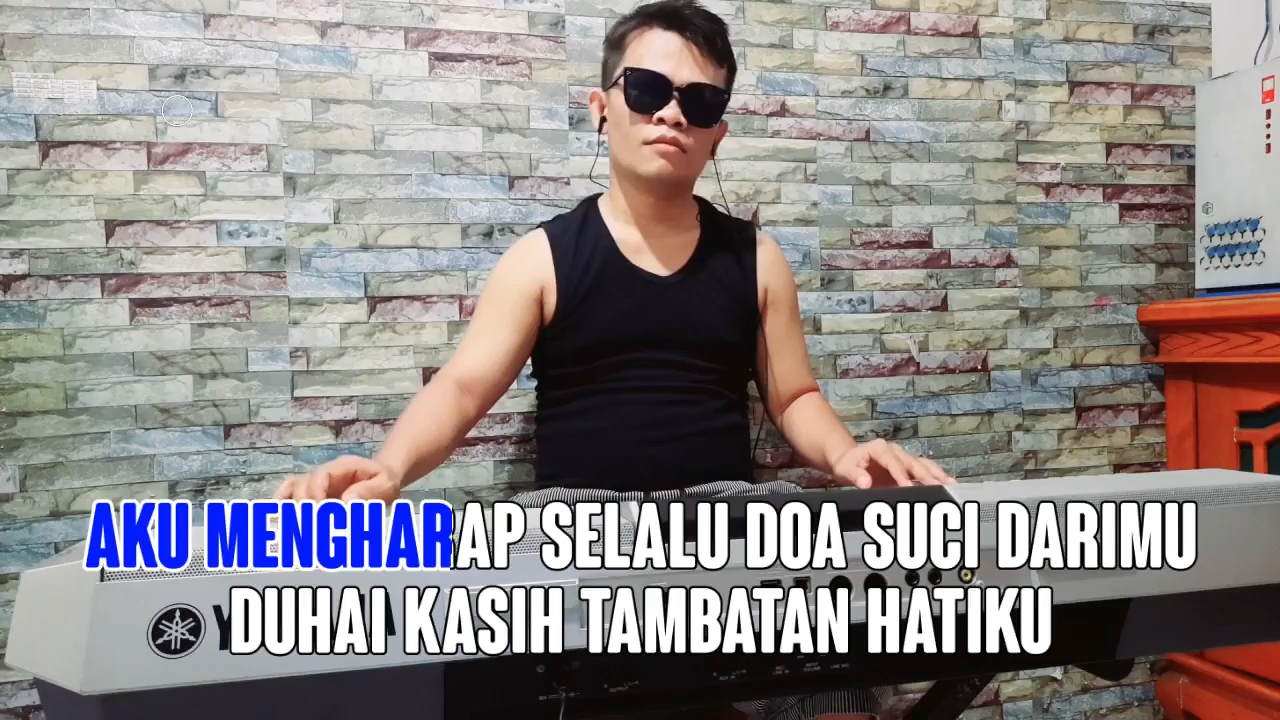 AKU MENGHARAP SELALU DOA SUCI DARIMU
DUHAI KASIH TAMBATAN HATIKU